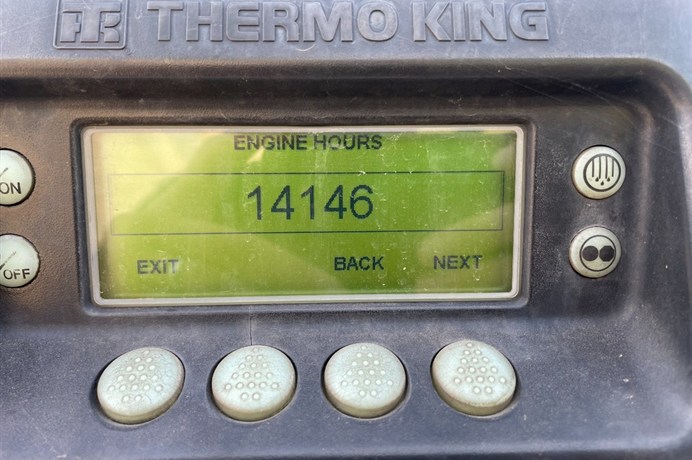 THERMO KING
ENGINE HOURS
14146
EXIT BACK NEXT
ON
OFF